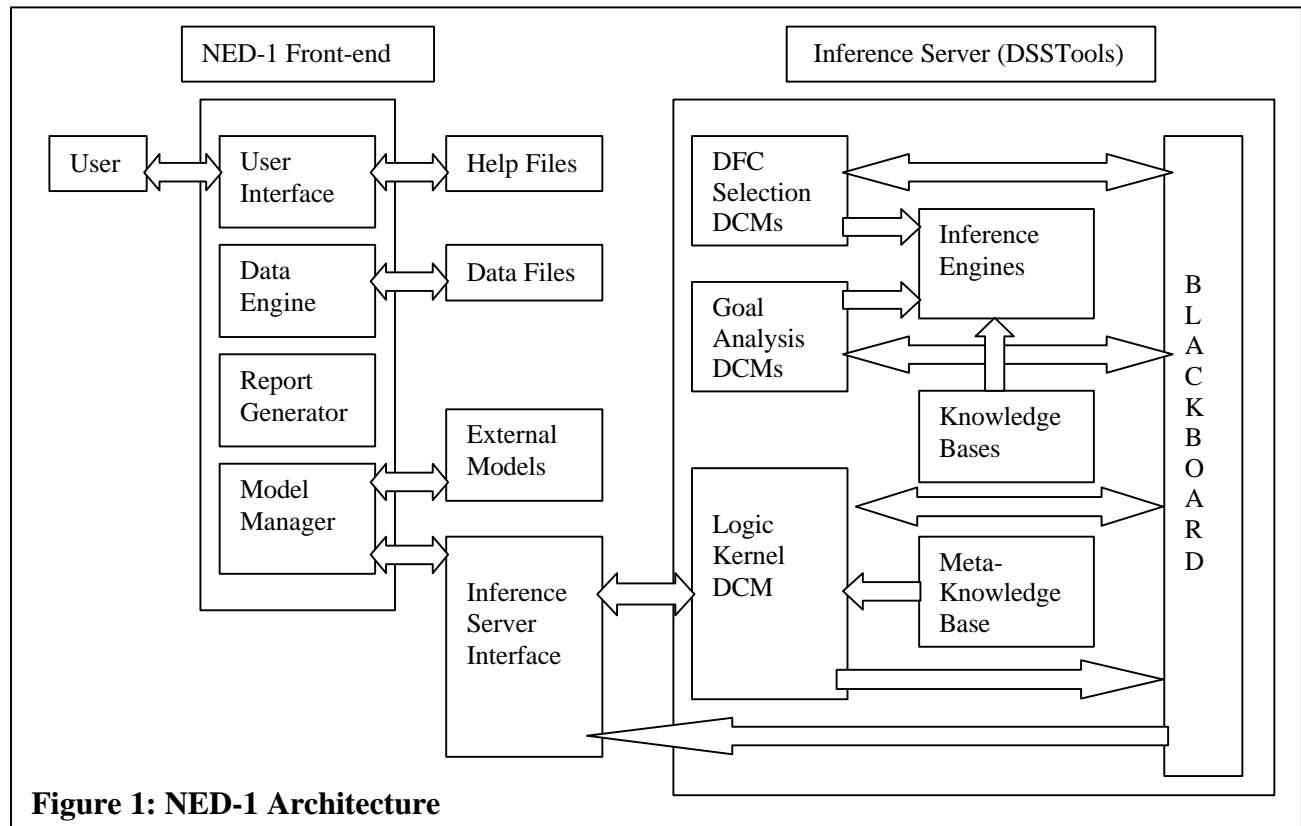 NED-1 Front-end
Inference Server (DSSTools)
User
User
Interface
Help Files
Data
Engine
Data Files
Report
Generator
External
Models
Model
Manager
Inference
Server
Interface
DFC
Selection
DCMs
Inference
Engines
Goal
Analysis
DCMs
Knowledge
Bases
Logic
Kernel
DCM
Meta-
Knowledge
Base
B
L
A
C
K
B
O
A
R
D
Figure 1: NED-1 Architecture